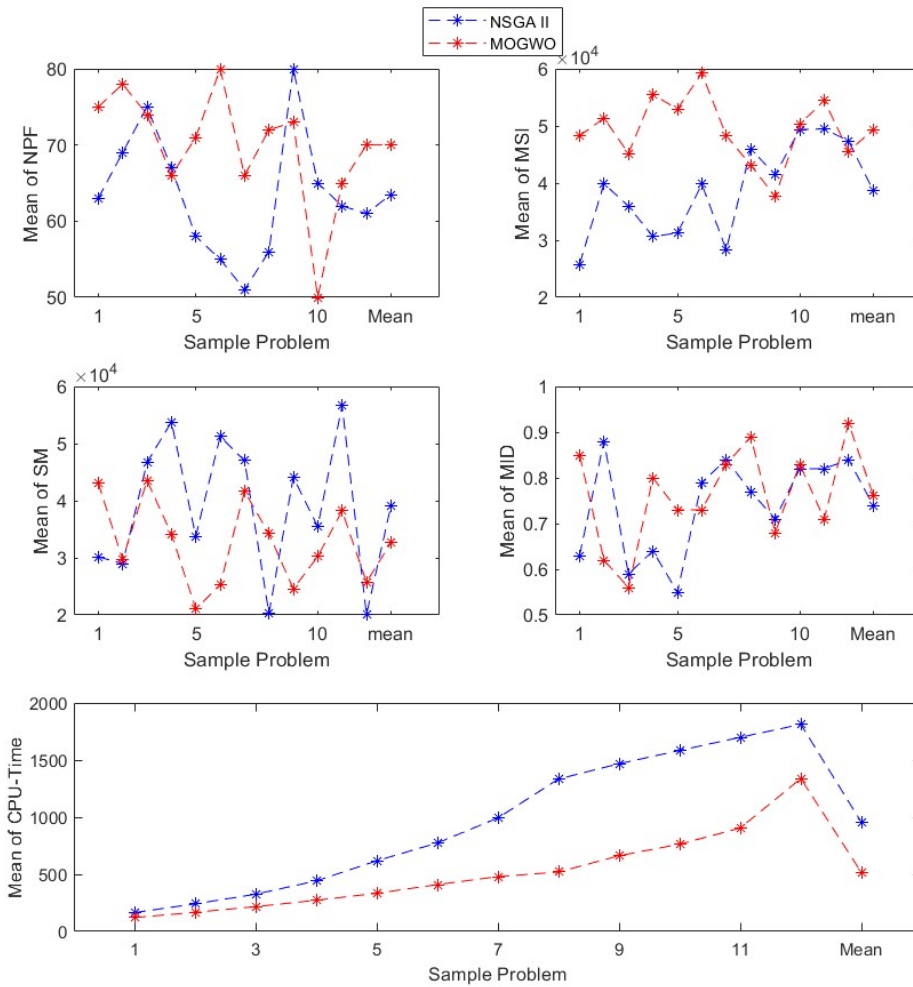 NSGA II
MOGWO
80
70
60
50
Mean of NPF
1
5
10
Mean
Sample Problem
×10^4
6
5
4
3
2
Mean of MSI
1
5
10
mean
Sample Problem
×10^4
6
5
4
3
2
Mean of SM
1
5
10
mean
Sample Problem
1
0.9
0.8
0.7
0.6
0.5
Mean of MID
1
5
10
Mean
Sample Problem
2000
1500
1000
500
0
Mean of CPU-Time
1
3
5
7
9
11
Mean
Sample Problem